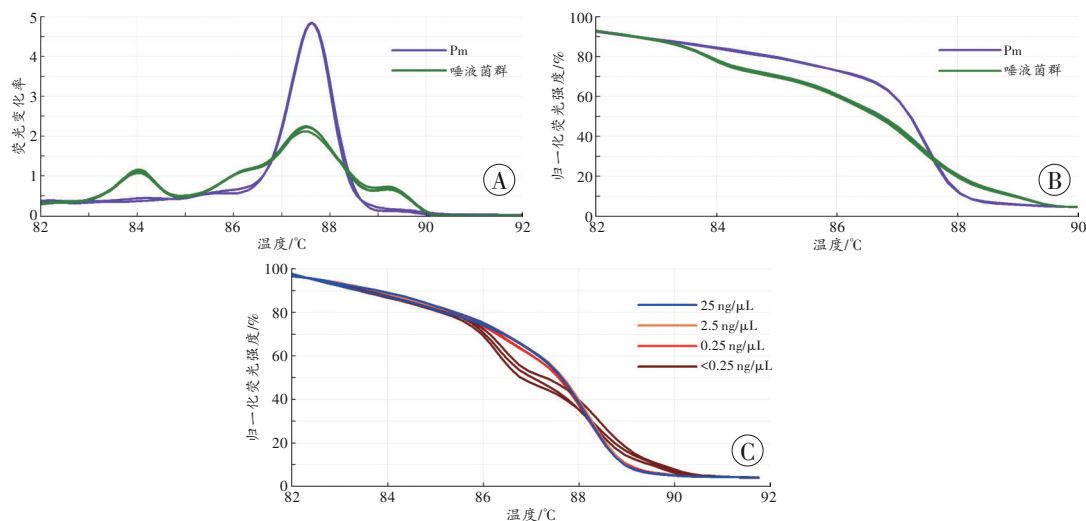 5
4
3
2
1
0
荧光变化率
Pm
唾液菌群
A
82 84 86 88 90 92
温度/℃
100
80
60
40
20
0
归一化荧光强度/%
Pm
唾液菌群
B
82 84 86 88 90
温度/℃
100
80
60
40
20
0
归一化荧光强度/%
25 ng/μL
2.5 ng/μL
0.25 ng/μL
<0.25 ng/μL
C
82 84 86 88 90 92
温度/℃